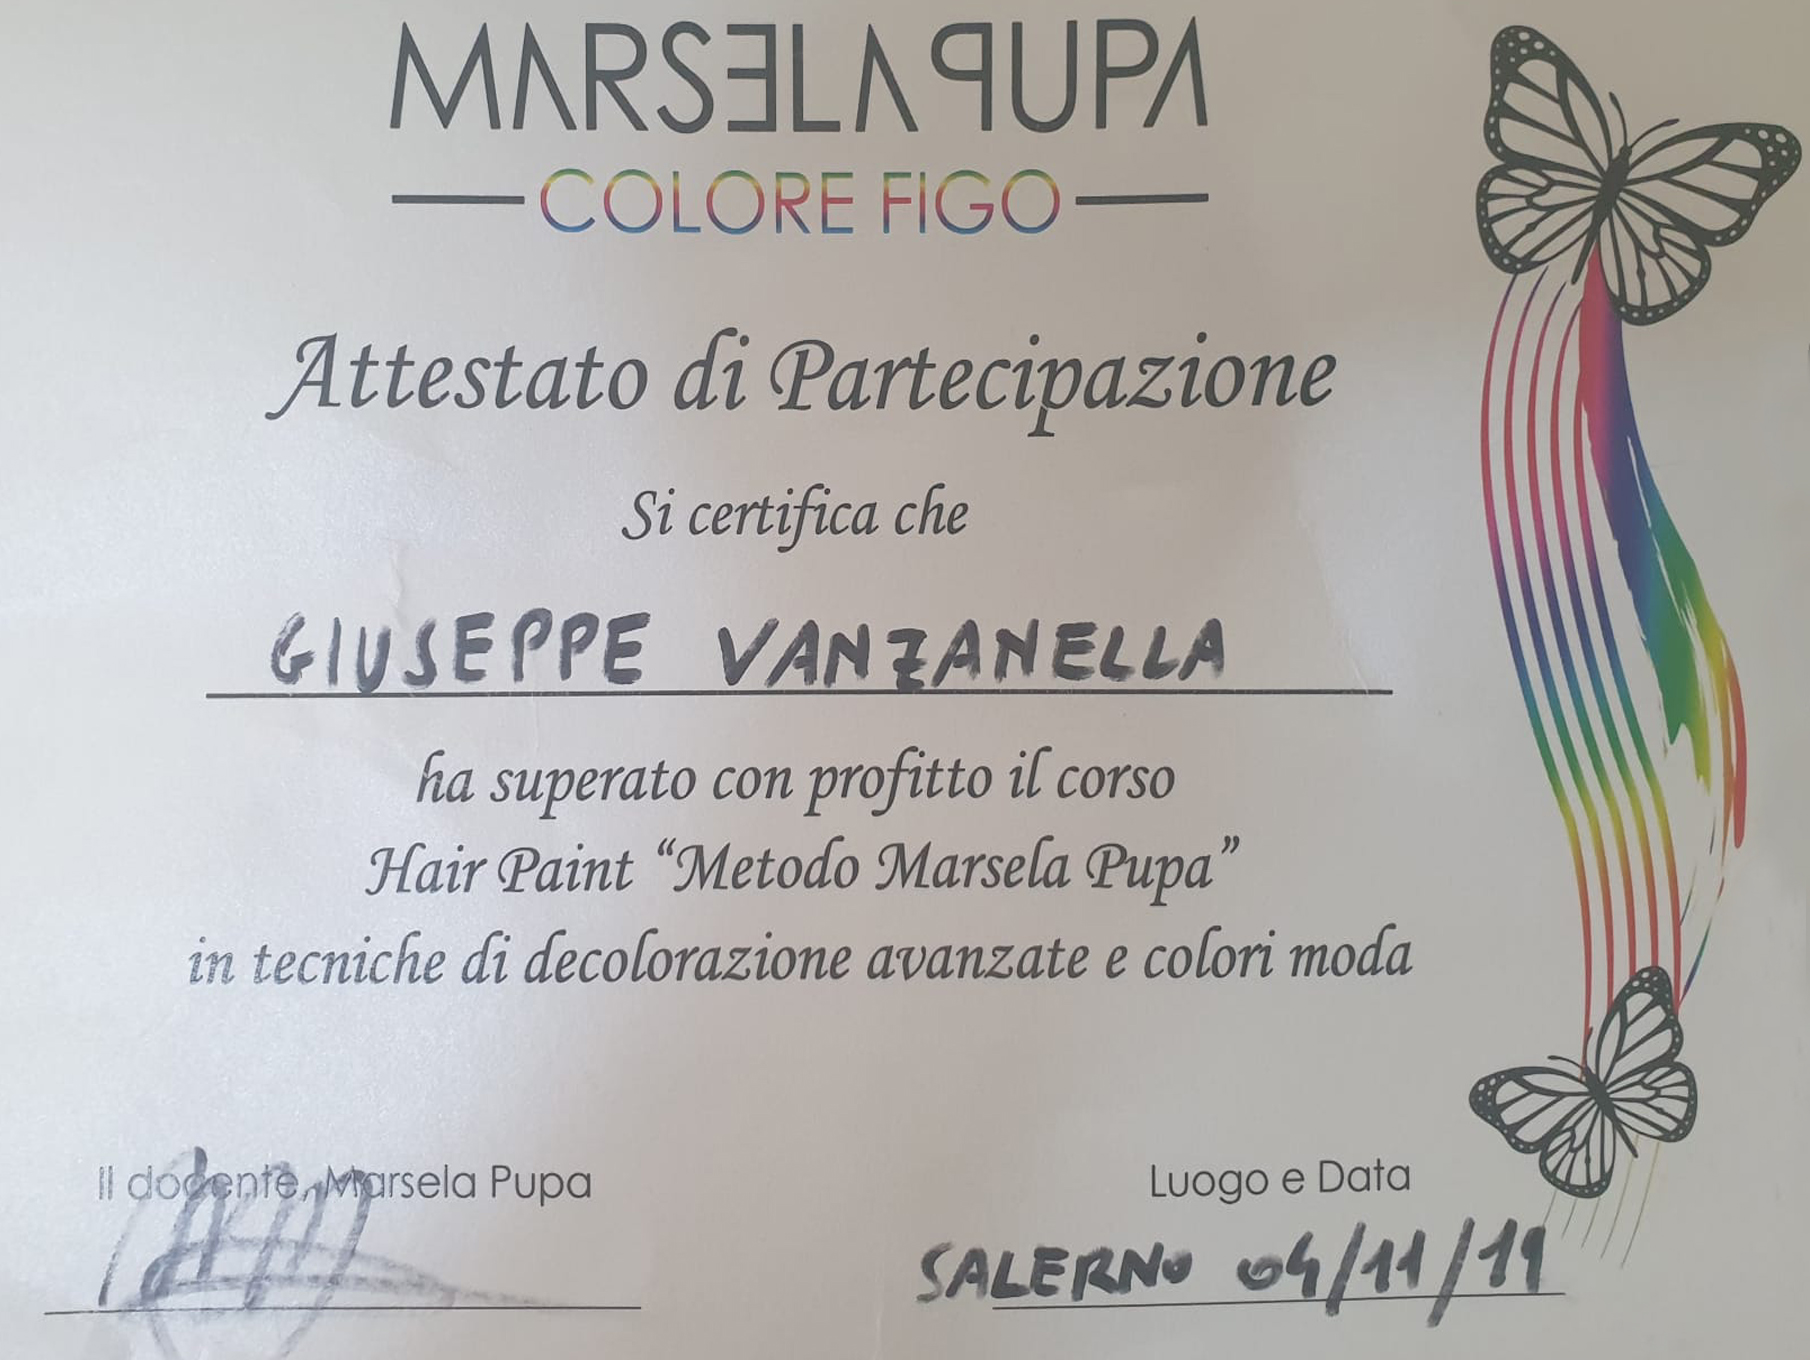 MARSELA PUPA
COLORE FIGO
Attestato di Partecipazione
Si certifica che
GIUSEPPE VANZANELLA
ha superato con profitto il corso
Hair Paint “Metodo Marsela Pupa”
in tecniche di decolorazione avanzate e colori moda
Il docente, Marsela Pupa
Luogo e Data
SALERNO 04/11/19